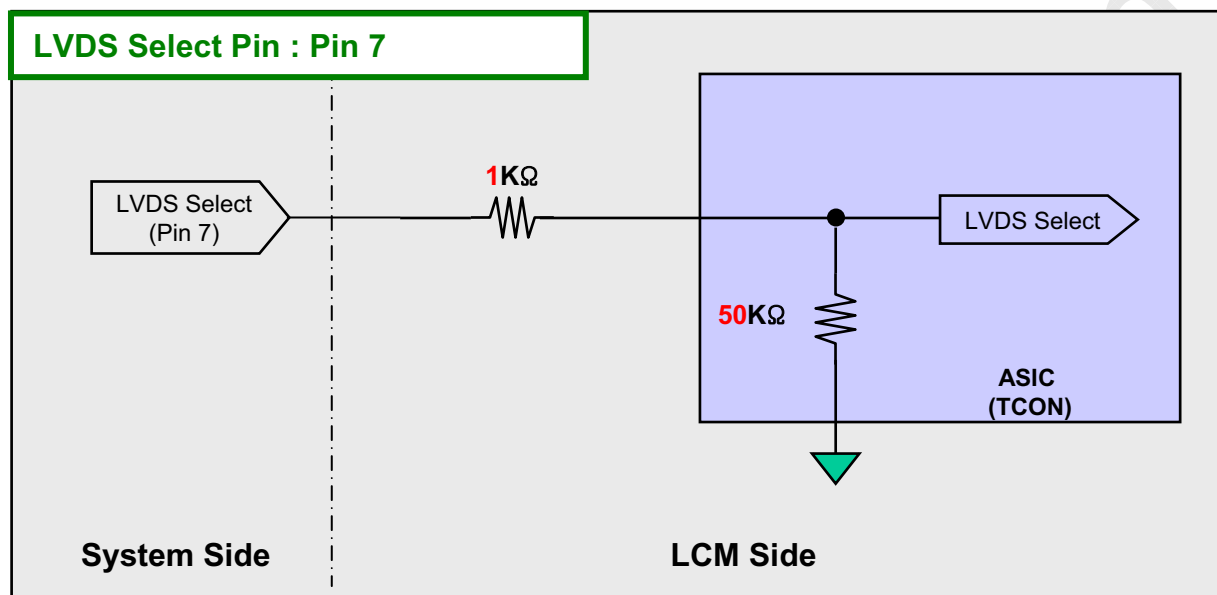 LVDS Select Pin : Pin 7
1KΩ
LVDS Select
(Pin 7)
LVDS Select
50KΩ
ASIC
(TCON)
System Side
LCM Side